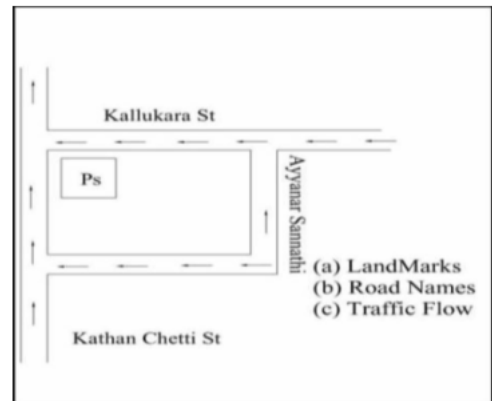 Kallukara St
Ps
Ayyanar Sannathi
(a) LandMarks
(b) Road Names
(c) Traffic Flow
Kathan Chetti St